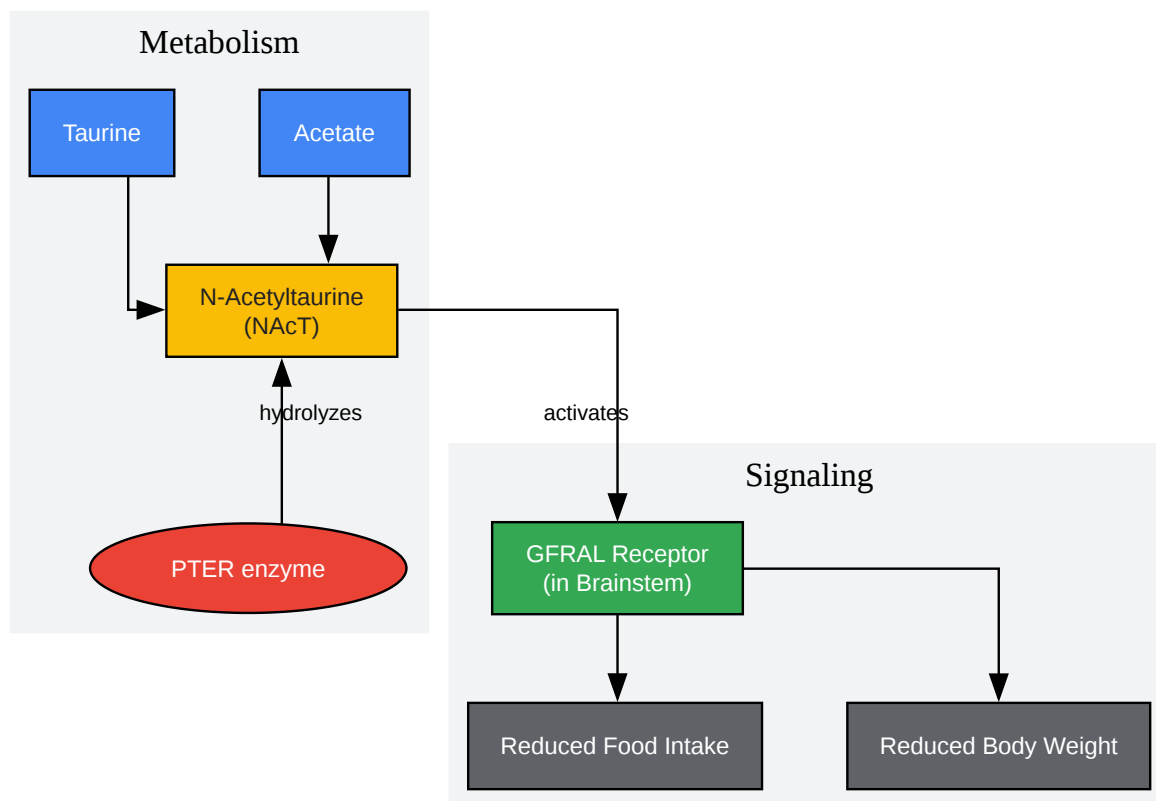 Metabolism
Taurine
Acetate
N-Acetyltaurine
(NAcT)
hydrolyzes
activates
PTER enzyme
Signaling
GFRAL Receptor
(in Brainstem)
Reduced Food Intake
Reduced Body Weight